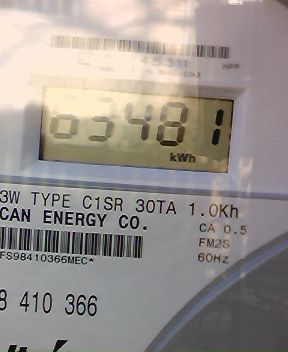 63481
kWh
3W TYPE C1SR 30TA 1.0Kh
CAN ENERGY CO.
CA 0.5
FM2S
FS98410366MEC*
60Hz
8 410 366